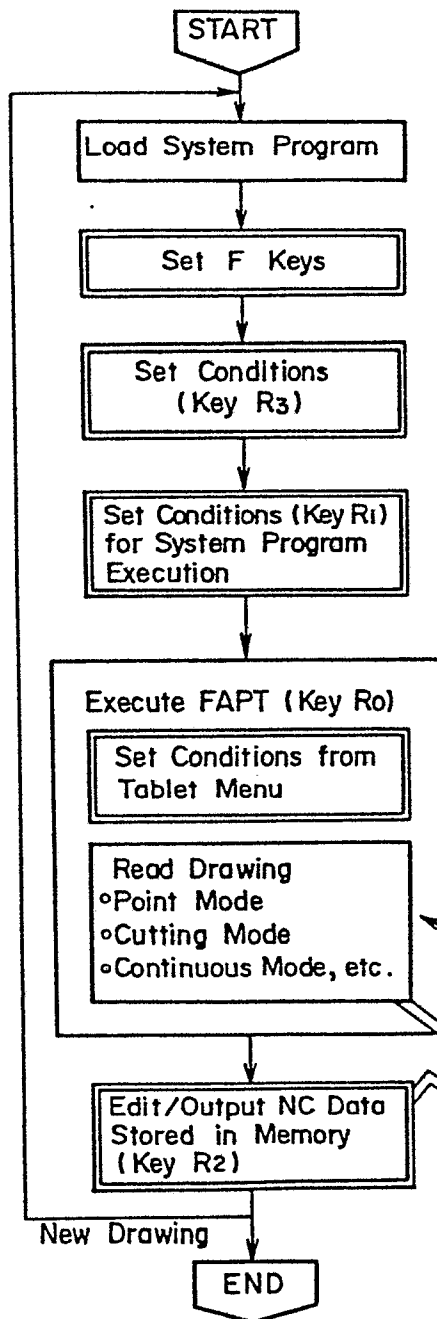 START
Load System Program
Set F Keys
Set Conditions
(Key R3)
Set Conditions (Key R1)
for System Program
Execution
Execute FAPT (Key R0)
Set Conditions from
Tablet Menu
Read Drawing
∘Point Mode
∘Cutting Mode
∘Continuous Mode, etc.
Edit/Output NC Data
Stored in Memory
(Key R2)
New Drawing
END